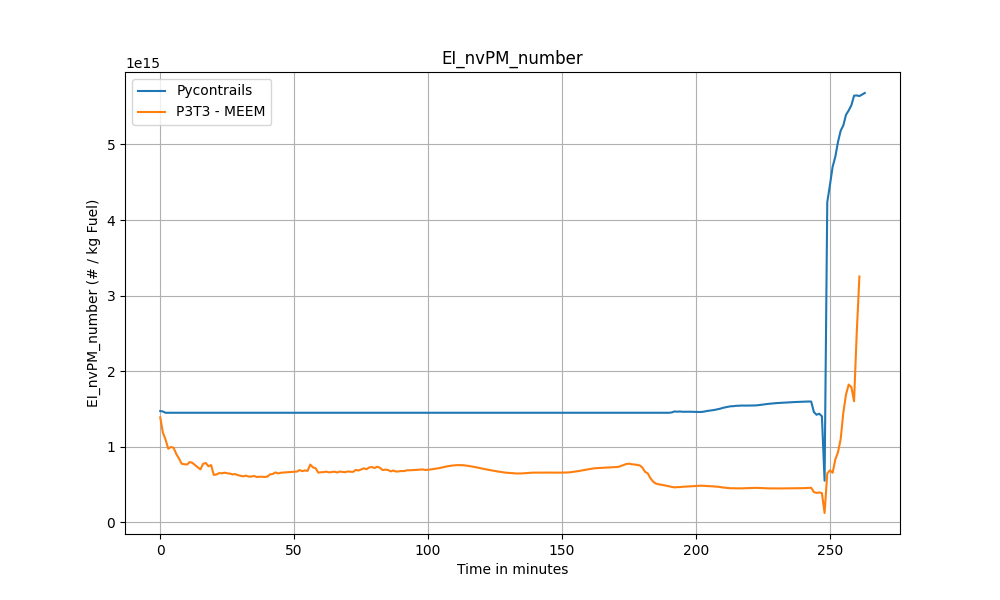 EI_nvPM_number
1e15
Pycontrails
P3T3 - MEEM
EI_nvPM_number (# / kg Fuel)
5
4
3
2
1
0
0 50 100 150 200 250
Time in minutes